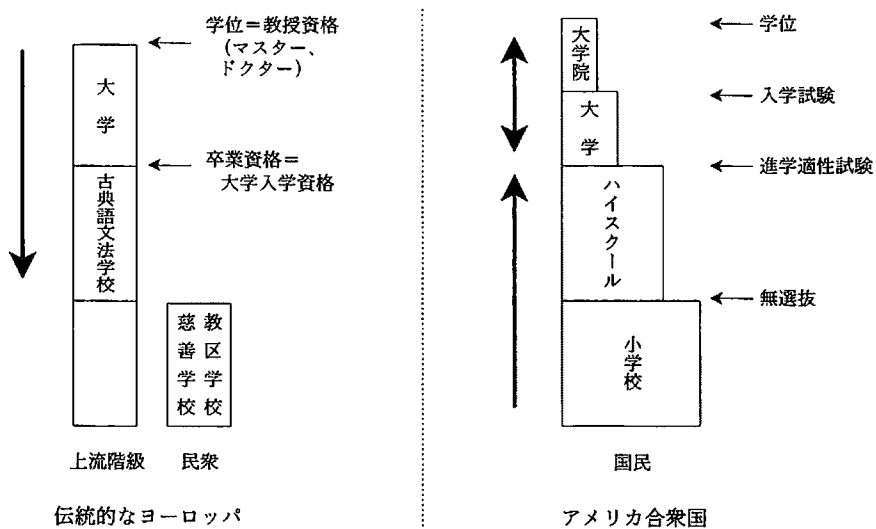 学位=教授資格
(マスター、
ドクター)
大学
卒業資格=
大学入学資格
古典語文法学校
教区学校
慈善学校
上流階級
民衆
伝統的なヨーロッパ
学位
大学院
入学試験
大学
進学適性試験
ハイスクール
無選抜
小学校
国民
アメリカ合衆国